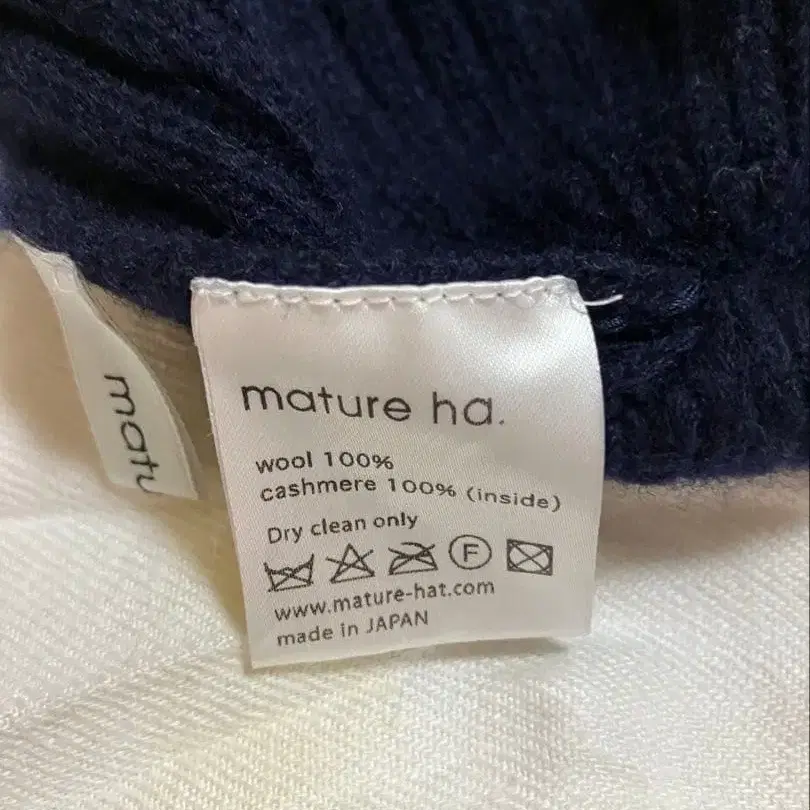 mature ha.
wool 100%
cashmere 100% (inside)
Dry clean only
F
www.mature-hat.com
made in JAPAN
matu